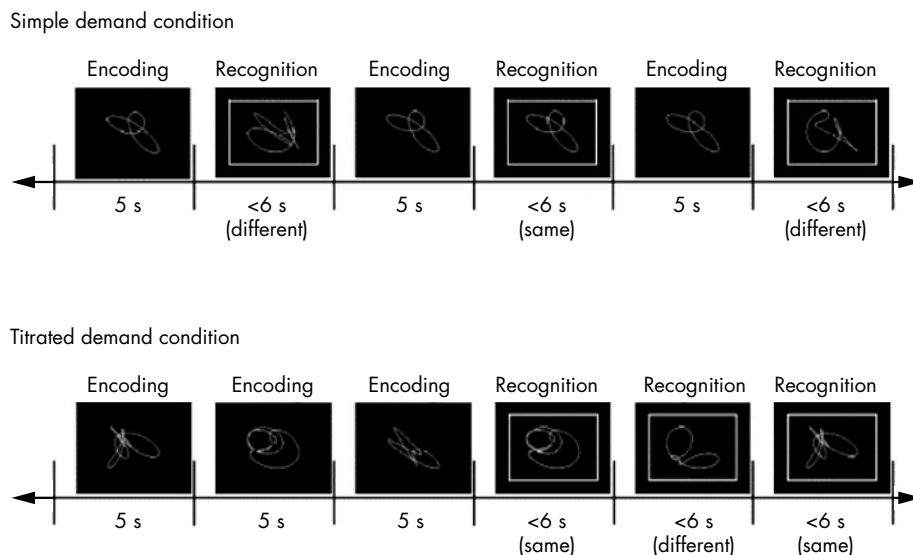 Simple demand condition
Encoding Recognition Encoding Recognition Encoding Recognition
5 s <6 s 5 s <6 s 5 s <6 s
(different) (same) (different)
Titrated demand condition
Encoding Encoding Encoding Recognition Recognition Recognition
5 s 5 s 5 s <6 s <6 s <6 s
(same) (different) (same)